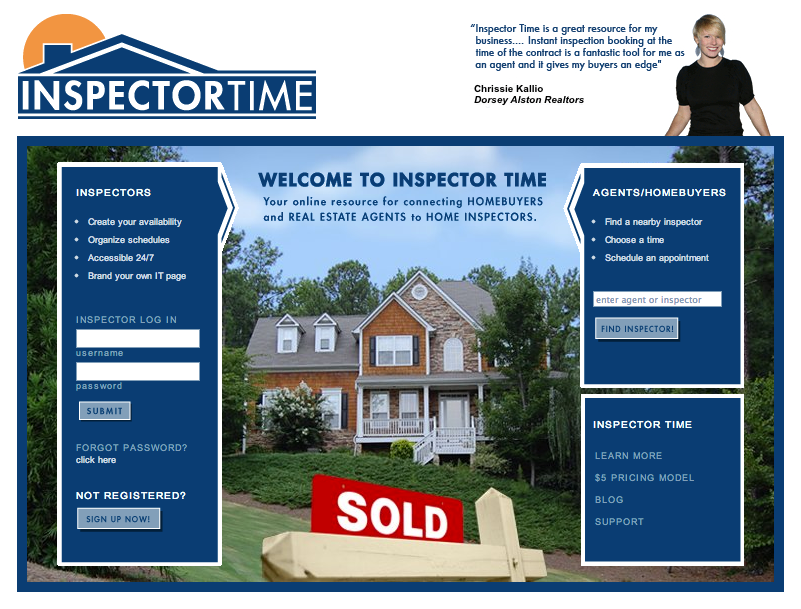 INSPECTORTIME
“Inspector Time is a great resource for my
business.... Instant inspection booking at the
time of the contract is a fantastic tool for me as
an agent and it gives my buyers an edge"
Chrissie Kallio
Dorsey Alston Realtors
WELCOME TO INSPECTOR TIME
Your online resource for connecting HOMEBUYERS
and REAL ESTATE AGENTS to HOME INSPECTORS.
INSPECTORS
Create your availability
Organize schedules
Accessible 24/7
Brand your own IT page
INSPECTOR LOG IN
username
password
SUBMIT
FORGOT PASSWORD?
click here
NOT REGISTERED?
SIGN UP NOW!
AGENTS/HOMEBUYERS
Find a nearby inspector
Choose a time
Schedule an appointment
enter agent or inspector
FIND INSPECTOR!
INSPECTOR TIME
LEARN MORE
$5 PRICING MODEL
BLOG
SUPPORT
SOLD